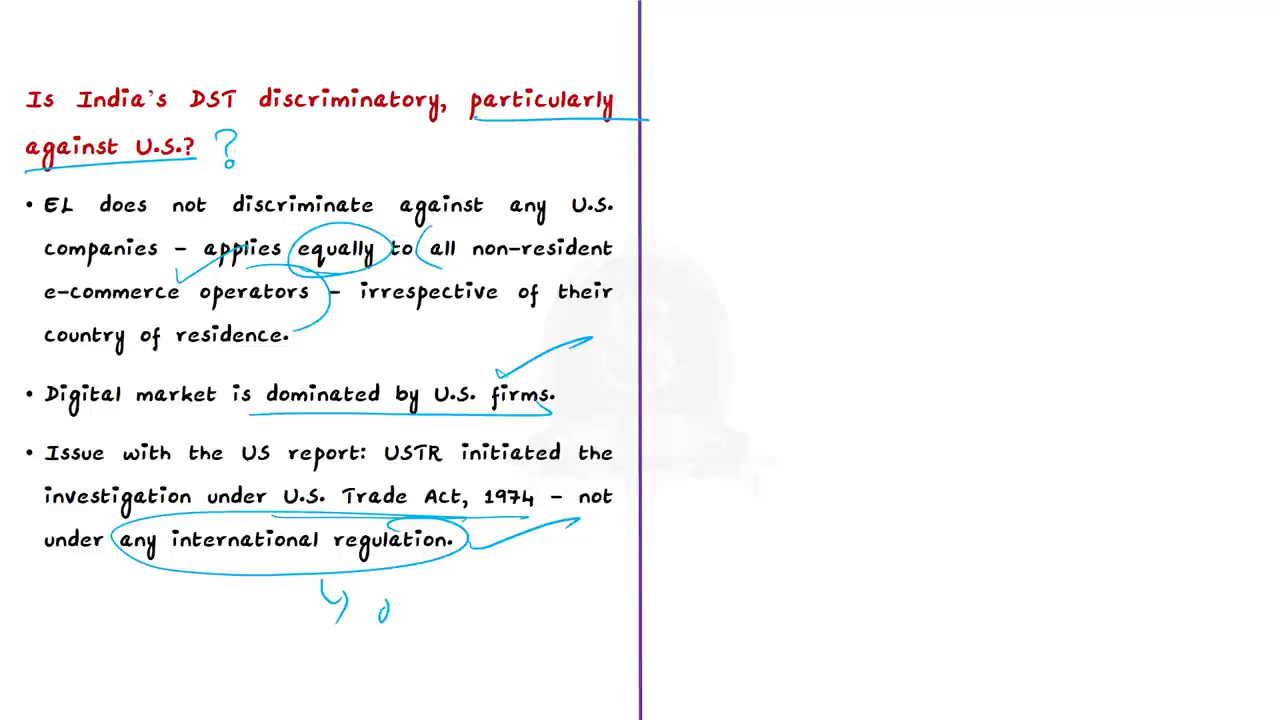 Is India's DST discriminatory, particularly
against U.S.? ?
• EL does not discriminate against any U.S.
companies - applies equally to all non-resident
e-commerce operators - irrespective of their
country of residence.
• Digital market is dominated by U.S. firms.
• Issue with the US report: USTR initiated the
investigation under U.S. Trade Act, 1974 - not
under any international regulation.